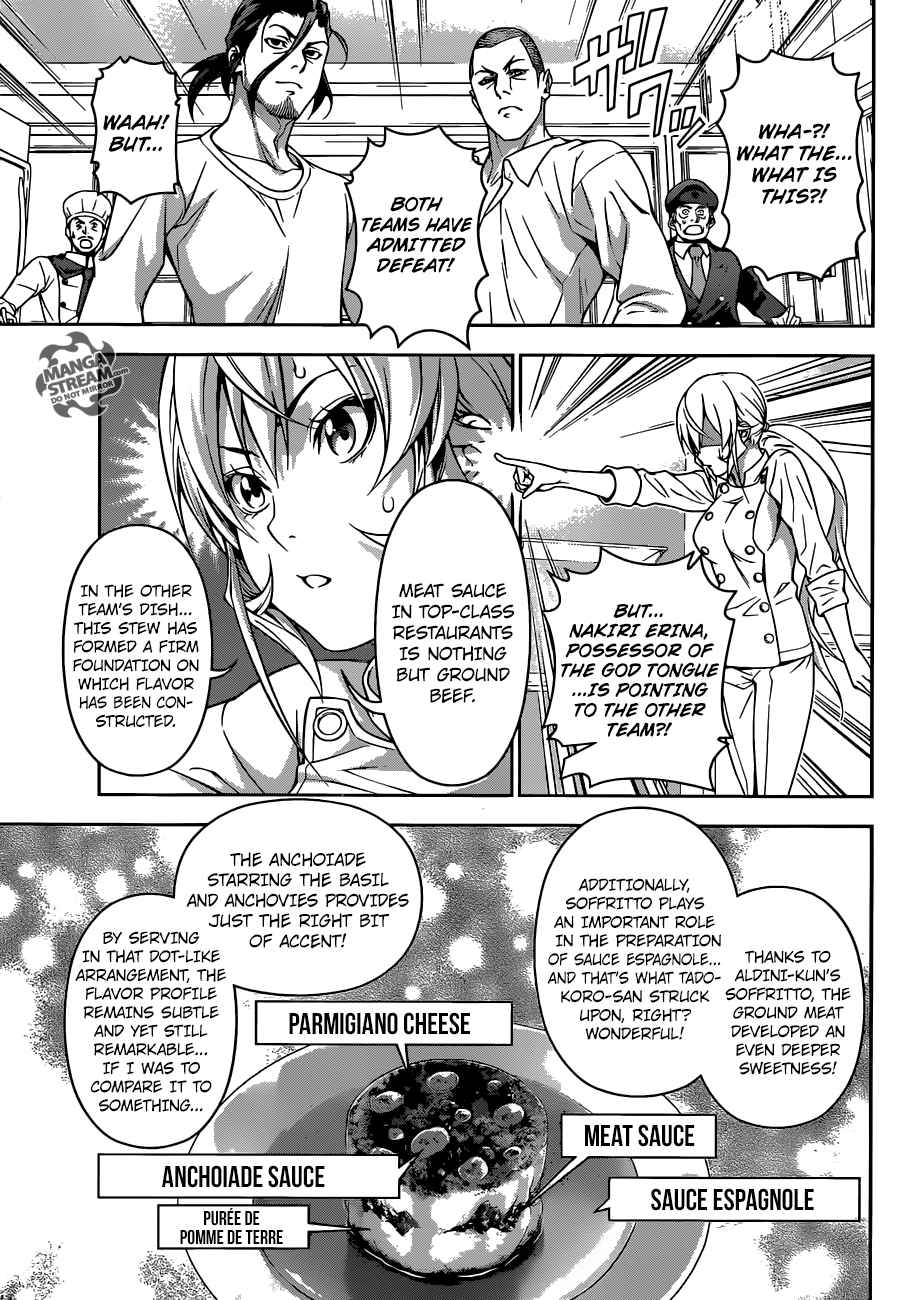 WHA-?!
WHAT THE...
WHAT IS
THIS?!
ザワッ
BOTH
TEAMS HAVE
ADMITTED
DEFEAT!
WAAH!
BUT...
BUT...
NAKIRI ERINA,
POSSESSOR OF
THE GOD TONGUE
...IS POINTING
TO THE OTHER
TEAM?!
MEAT SAUCE
IN TOP-CLASS
RESTAURANTS
IS NOTHING
BUT GROUND
BEEF.
IN THE OTHER
TEAM'S DISH...
THIS STEW HAS
FORMED A FIRM
FOUNDATION ON
WHICH FLAVOR
HAS BEEN CON-
STRUCTED.
MANGA
STREAM.com
DO NOT MIRROR
THANKS TO
ALDINI-KUN'S
SOFFRITTO, THE
GROUND MEAT
DEVELOPED AN
EVEN DEEPER
SWEETNESS!
ADDITIONALLY,
SOFFRITTO PLAYS
AN IMPORTANT ROLE
IN THE PREPARATION
OF SAUCE ESPAGNOLE...
AND THAT'S WHAT TADO-
KORO-SAN STRUCK
UPON, RIGHT?
WONDERFUL!
THE ANCHOIADE
STARRING THE BASIL
AND ANCHOVIES PROVIDES
JUST THE RIGHT BIT
OF ACCENT!
BY SERVING
IN THAT DOT-LIKE
ARRANGEMENT, THE
FLAVOR PROFILE
REMAINS SUBTLE
AND YET STILL
REMARKABLE...
IF I WAS TO
COMPARE IT TO
SOMETHING...
PARMIGIANO CHEESE
MEAT SAUCE
ANCHOIADE SAUCE
SAUCE ESPAGNOLE
PURÉE DE
POMME DE TERRE